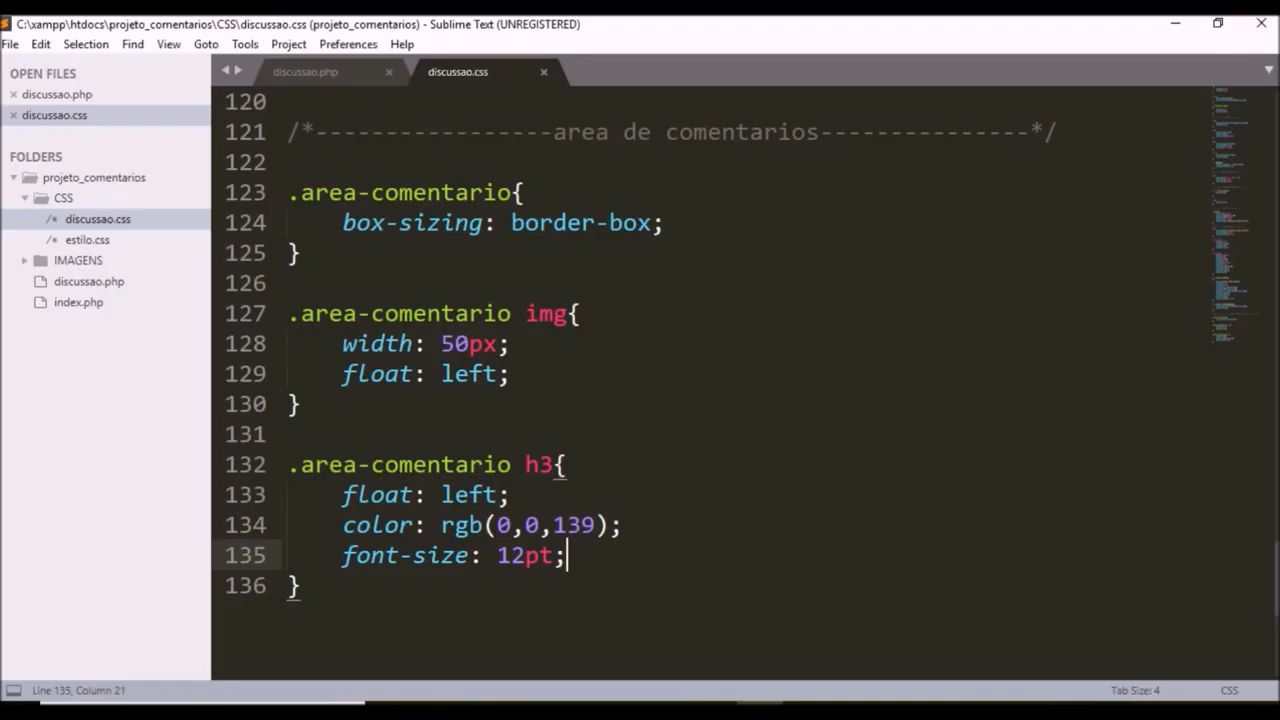 C:\xampp\htdocs\projeto_comentarios\CSS\discussao.css (projeto_comentarios) - Sublime Text (UNREGISTERED)
File Edit Selection Find View Goto Tools Project Preferences Help
OPEN FILES
discussao.php
discussao.css
FOLDERS
projeto_comentarios
CSS
/* discussao.css
/* estilo.css
IMAGENS
discussao.php
index.php
discussao.php discussao.css
120
121 /*-----------------area de comentarios---------------*/
122
123 .area-comentario{
124 box-sizing: border-box;
125 }
126
127 .area-comentario img{
128 width: 50px;
129 float: left;
130 }
131
132 .area-comentario h3{
133 float: left;
134 color: rgb(0,0,139);
135 font-size: 12pt;
136 }
Line 135, Column 21 Tab Size: 4 CSS